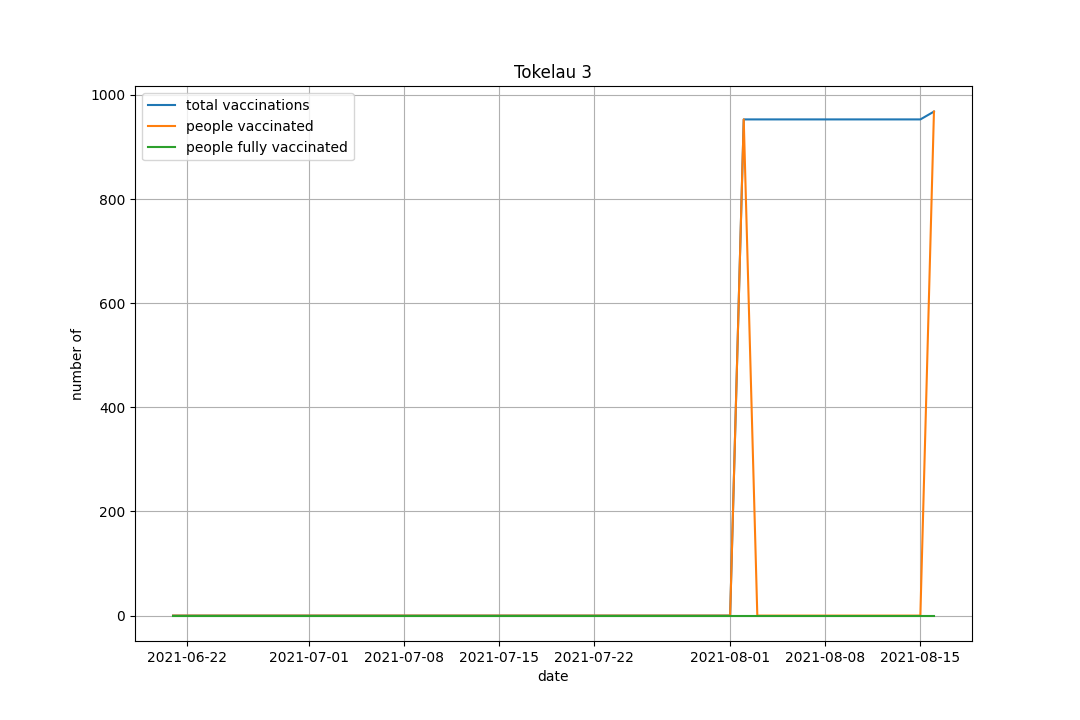 Tokelau 3
total vaccinations
people vaccinated
people fully vaccinated
number of
1000
800
600
400
200
0
2021-06-22 2021-07-01 2021-07-08 2021-07-15 2021-07-22 2021-08-01 2021-08-08 2021-08-15
date